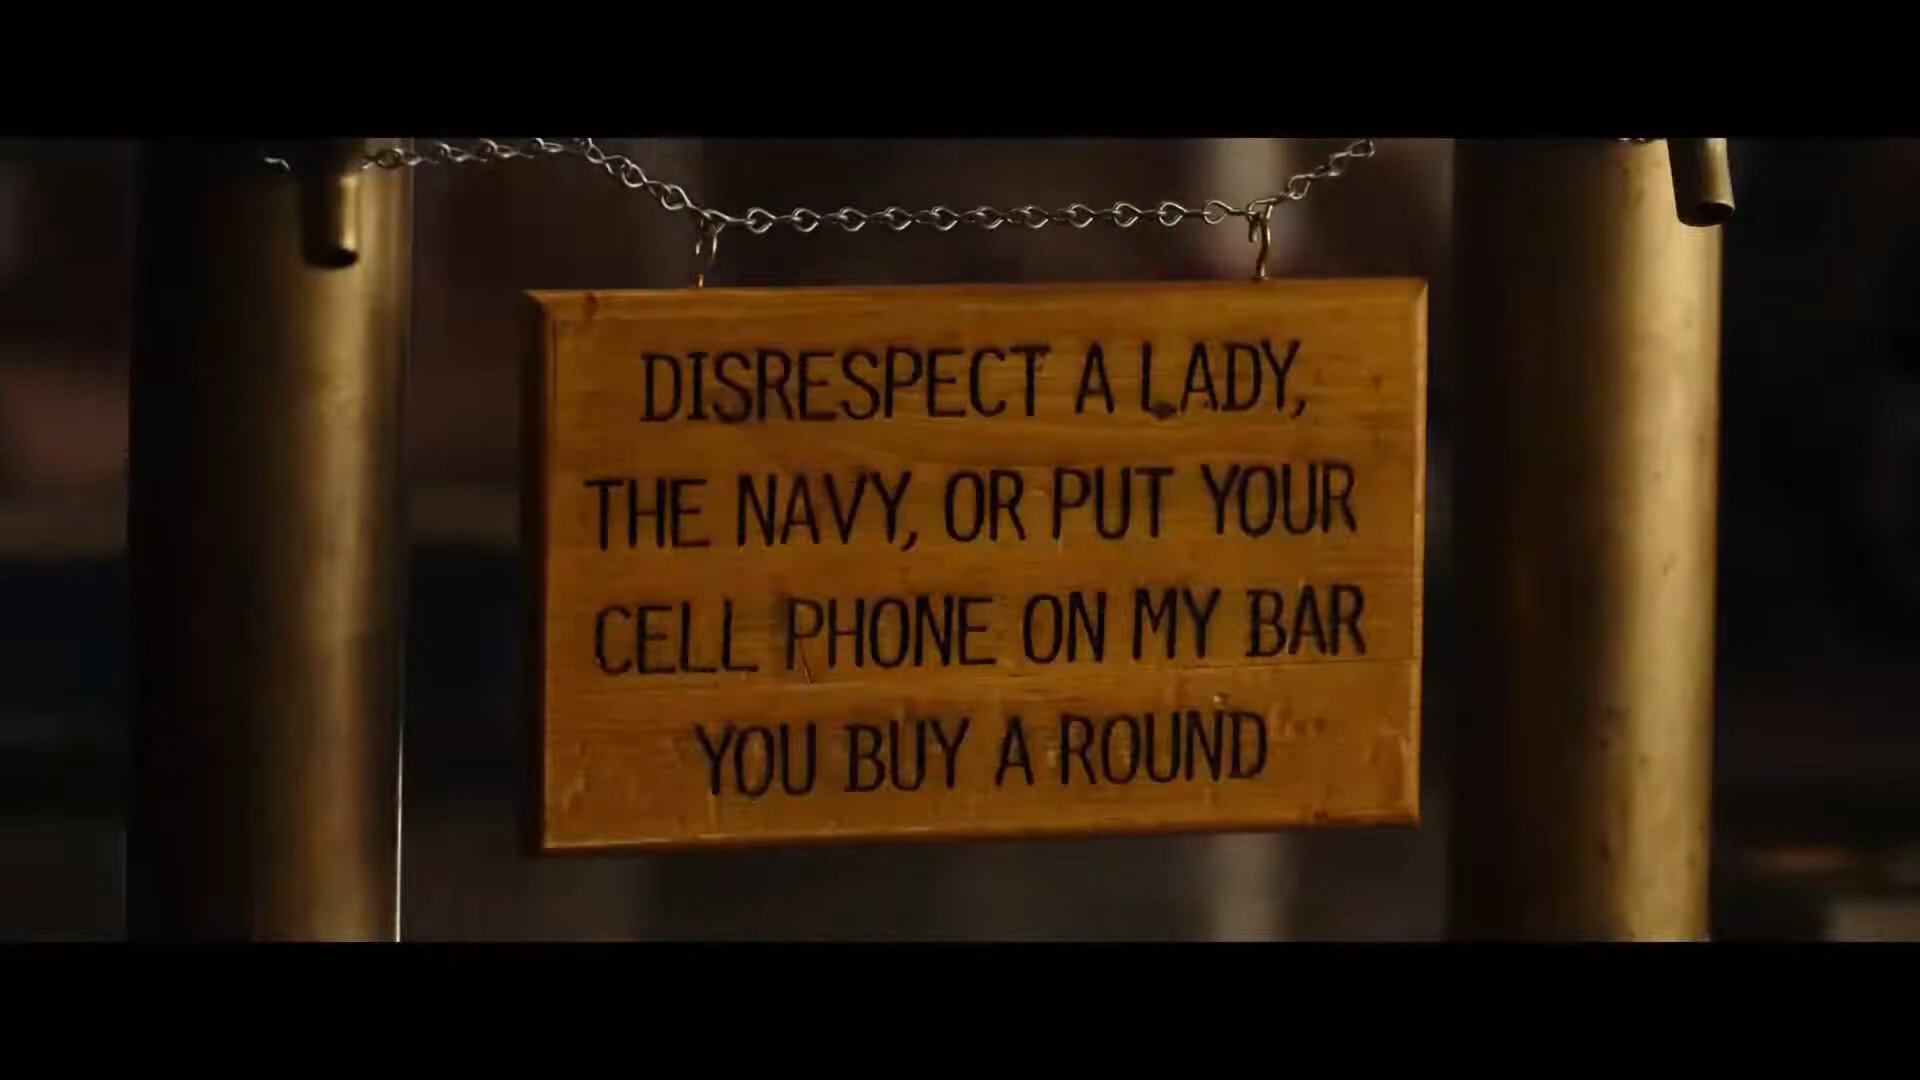 DISRESPECT A LADY,
THE NAVY, OR PUT YOUR
CELL PHONE ON MY BAR
YOU BUY A ROUND